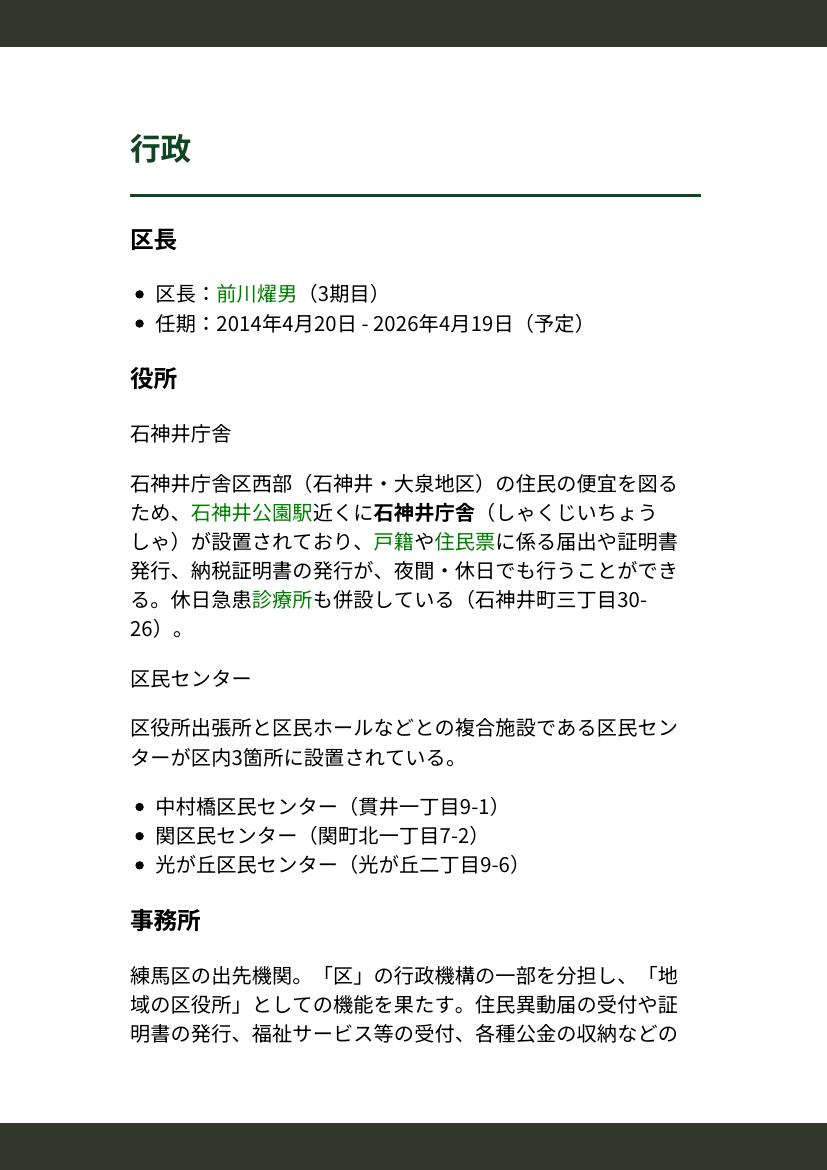 行政
区長
● 区長：前川燿男（3期目）
● 任期：2014年4月20日 - 2026年4月19日（予定）
役所
石神井庁舎
石神井庁舎区西部（石神井・大泉地区）の住民の便宜を図る
ため、石神井公園駅近くに石神井庁舎（しゃくじいちょう
しゃ）が設置されており、戸籍や住民票に係る届出や証明書
発行、納税証明書の発行が、夜間・休日でも行うことができ
る。休日急患診療所も併設している（石神井町三丁目30-
26）。
区民センター
区役所出張所と区民ホールなどとの複合施設である区民セン
ターが区内3箇所に設置されている。
● 中村橋区民センター（貫井一丁目9-1）
● 関区民センター（関町北一丁目7-2）
● 光が丘区民センター（光が丘二丁目9-6）
事務所
練馬区の出先機関。「区」の行政機構の一部を分担し、「地
域の区役所」としての機能を果たす。住民異動届の受付や証
明書の発行、福祉サービス等の受付、各種公金の収納などの